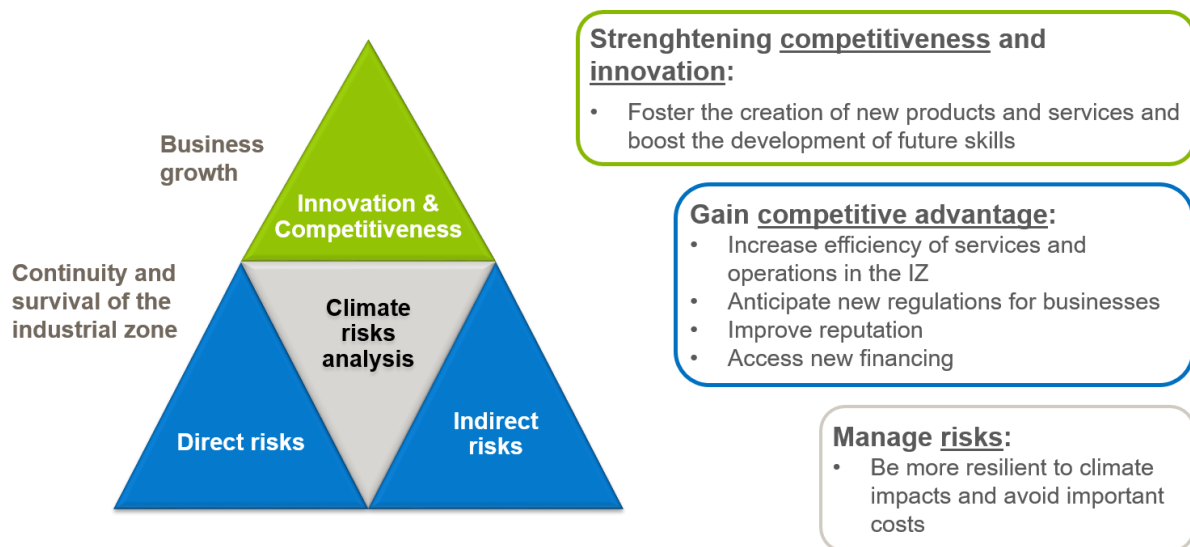 Business
growth
Continuity and
survival of the
industrial zone
Innovation &
Competitiveness
Climate
risks
analysis
Direct risks
Indirect
risks
Strenghtening competitiveness and
innovation:
• Foster the creation of new products and services and
boost the development of future skills
Gain competitive advantage:
• Increase efficiency of services and
operations in the IZ
• Anticipate new regulations for businesses
• Improve reputation
• Access new financing
Manage risks:
• Be more resilient to climate
impacts and avoid important
costs